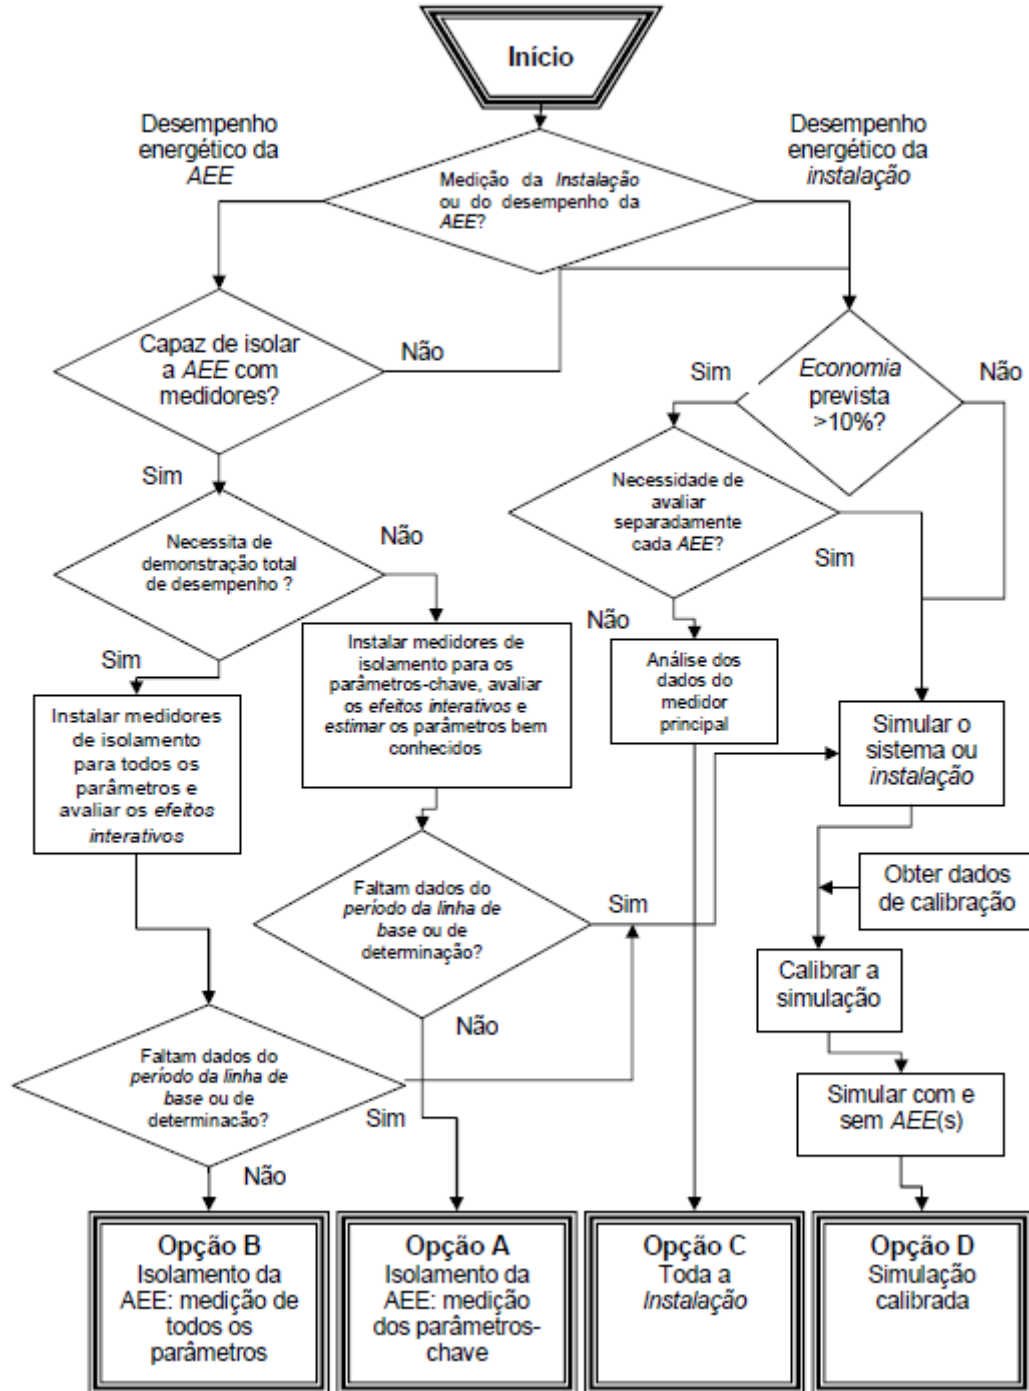 Início
Desempenho
energético da
AEE
Desempenho
energético da
instalação
Medição da Instalação
ou do desempenho da
AEE?
Capaz de isolar
a AEE com
medidores?
Não
Sim
Economia
prevista
>10%?
Não
Sim
Necessidade de
avaliar
separadamente
cada AEE?
Sim
Não
Necessita de
demonstração total
de desempenho ?
Não
Sim
Instalar medidores de
isolamento para os
parâmetros-chave, avaliar
os efeitos interativos e
estimar os parâmetros bem
conhecidos
Análise dos
dados do
medidor
principal
Instalar medidores
de isolamento
para todos os
parâmetros e
avaliar os efeitos
interativos
Simular o
sistema ou
instalação
Faltam dados do
período da linha de
base ou de
determinação?
Sim
Não
Obter dados
de calibração
Calibrar a
simulação
Faltam dados do
período da linha de
base ou de
determinacão?
Sim
Não
Simular com e
sem AEE(s)
Opção B
Isolamento da
AEE: medição de
todos os
parâmetros
Opção A
Isolamento da
AEE: medição
dos parâmetros-
chave
Opção C
Toda a
Instalação
Opção D
Simulação
calibrada